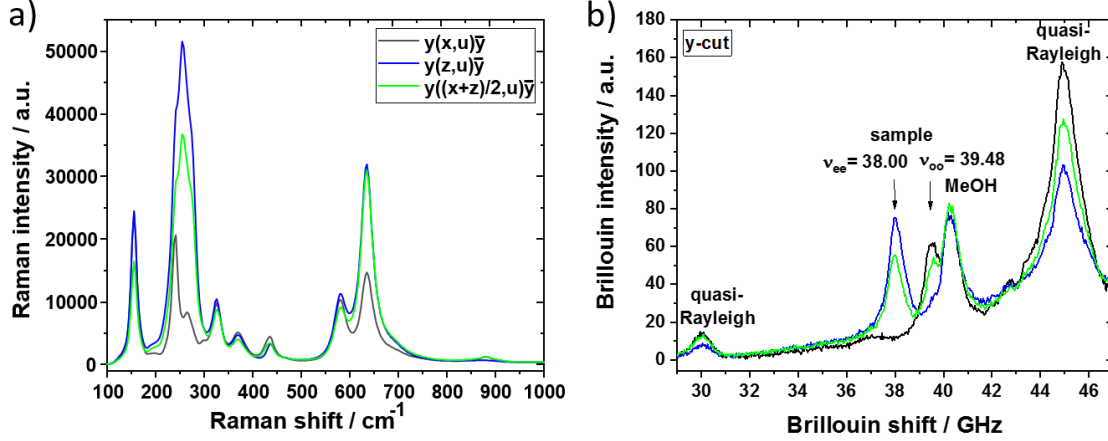 a)
Raman intensity / a.u.
50000
40000
30000
20000
10000
0
y(x,u)ȳ
y(z,u)ȳ
y((x+z)/2,u)ȳ
100 200 300 400 500 600 700 800 900 1000
Raman shift / cm⁻¹
b)
Brillouin intensity / a.u.
180
160
140
120
100
80
60
40
20
0
y-cut
quasi-
Rayleigh
sample
ν_ee = 38.00 ν_oo = 39.48
MeOH
quasi-
Rayleigh
30 32 34 36 38 40 42 44 46
Brillouin shift / GHz